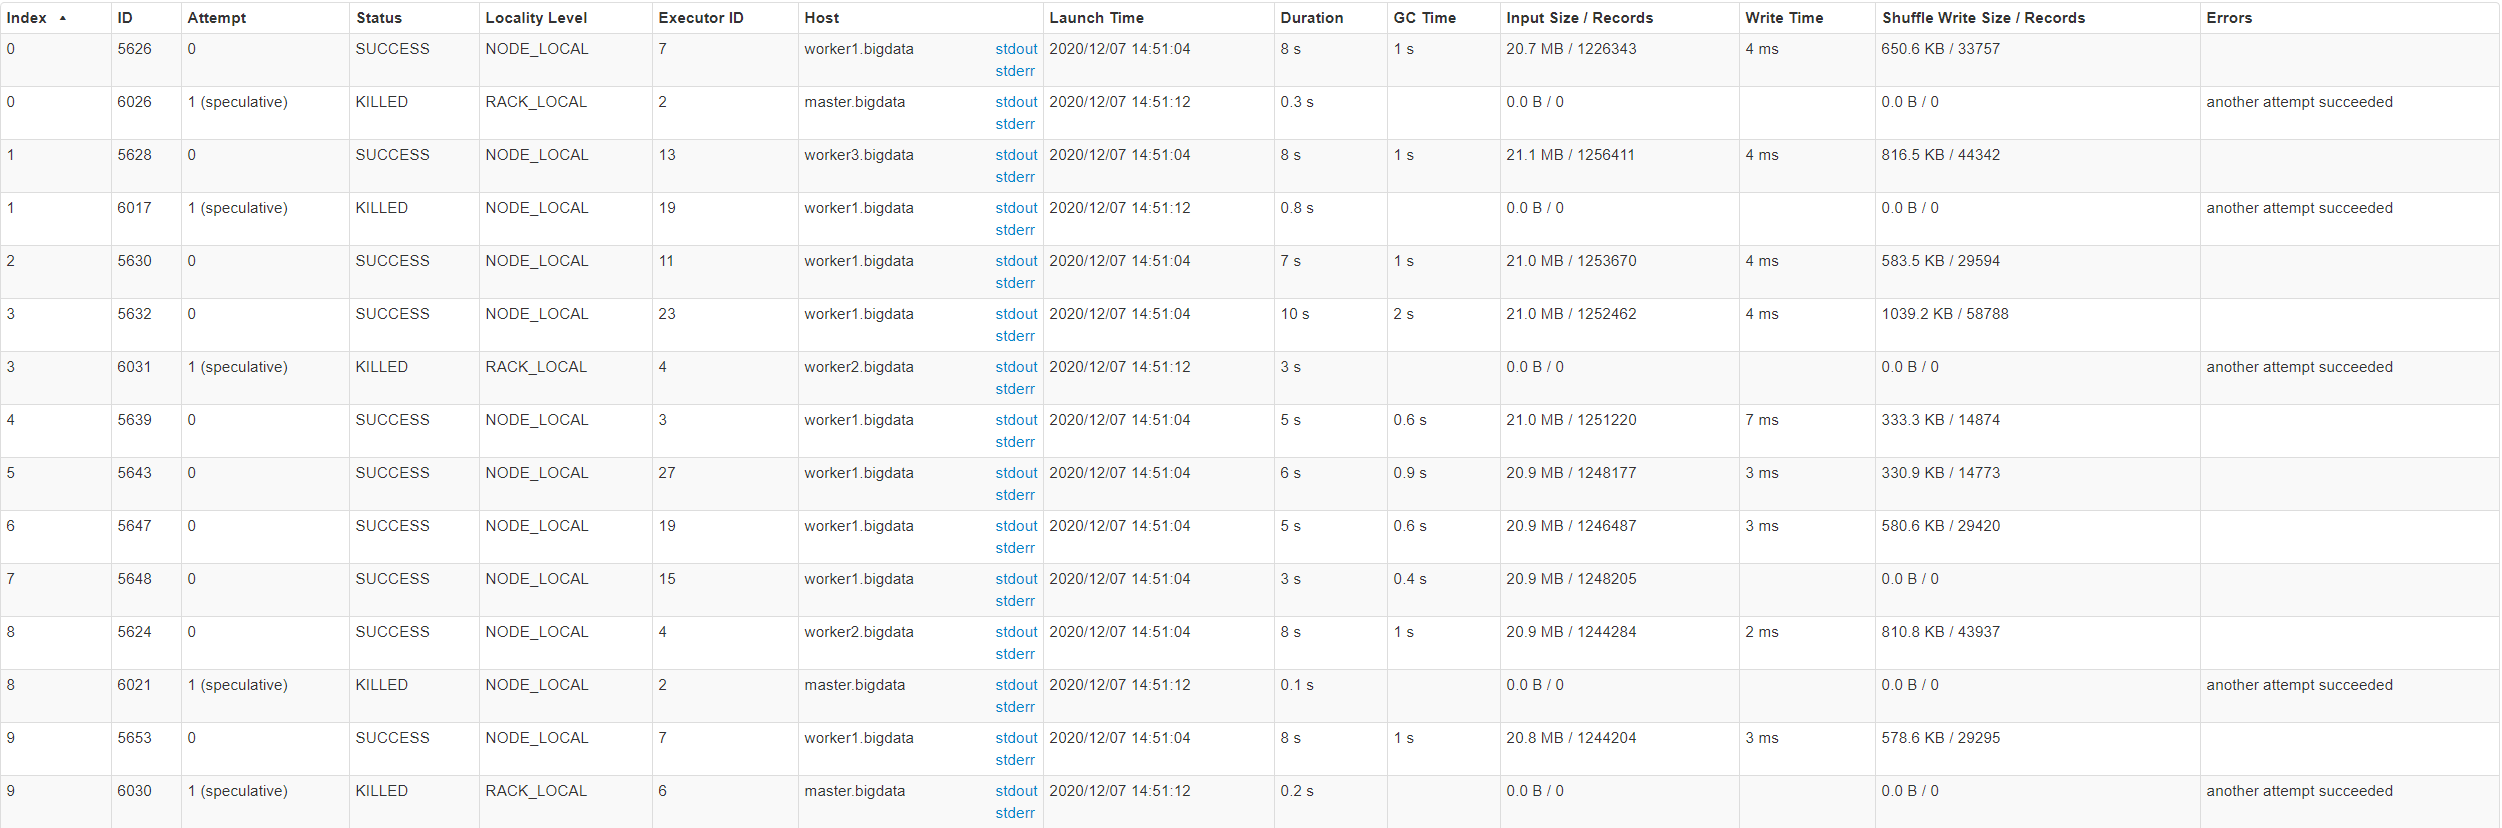 Index ▲ ID Attempt Status Locality Level Executor ID Host Launch Time Duration GC Time Input Size / Records Write Time Shuffle Write Size / Records Errors
0 5626 0 SUCCESS NODE_LOCAL 7 worker1.bigdata stdout 2020/12/07 14:51:04 8 s 1 s 20.7 MB / 1226343 4 ms 650.6 KB / 33757
stderr
0 6026 1 (speculative) KILLED RACK_LOCAL 2 master.bigdata stdout 2020/12/07 14:51:12 0.3 s 0.0 B / 0 0.0 B / 0 another attempt succeeded
stderr
1 5628 0 SUCCESS NODE_LOCAL 13 worker3.bigdata stdout 2020/12/07 14:51:04 8 s 1 s 21.1 MB / 1256411 4 ms 816.5 KB / 44342
stderr
1 6017 1 (speculative) KILLED NODE_LOCAL 19 worker1.bigdata stdout 2020/12/07 14:51:12 0.8 s 0.0 B / 0 0.0 B / 0 another attempt succeeded
stderr
2 5630 0 SUCCESS NODE_LOCAL 11 worker1.bigdata stdout 2020/12/07 14:51:04 7 s 1 s 21.0 MB / 1253670 4 ms 583.5 KB / 29594
stderr
3 5632 0 SUCCESS NODE_LOCAL 23 worker1.bigdata stdout 2020/12/07 14:51:04 10 s 2 s 21.0 MB / 1252462 4 ms 1039.2 KB / 58788
stderr
3 6031 1 (speculative) KILLED RACK_LOCAL 4 worker2.bigdata stdout 2020/12/07 14:51:12 3 s 0.0 B / 0 0.0 B / 0 another attempt succeeded
stderr
4 5639 0 SUCCESS NODE_LOCAL 3 worker1.bigdata stdout 2020/12/07 14:51:04 5 s 0.6 s 21.0 MB / 1251220 7 ms 333.3 KB / 14874
stderr
5 5643 0 SUCCESS NODE_LOCAL 27 worker1.bigdata stdout 2020/12/07 14:51:04 6 s 0.9 s 20.9 MB / 1248177 3 ms 330.9 KB / 14773
stderr
6 5647 0 SUCCESS NODE_LOCAL 19 worker1.bigdata stdout 2020/12/07 14:51:04 5 s 0.6 s 20.9 MB / 1246487 3 ms 580.6 KB / 29420
stderr
7 5648 0 SUCCESS NODE_LOCAL 15 worker1.bigdata stdout 2020/12/07 14:51:04 3 s 0.4 s 20.9 MB / 1248205 0.0 B / 0
stderr
8 5624 0 SUCCESS NODE_LOCAL 4 worker2.bigdata stdout 2020/12/07 14:51:04 8 s 1 s 20.9 MB / 1244284 2 ms 810.8 KB / 43937
stderr
8 6021 1 (speculative) KILLED NODE_LOCAL 2 master.bigdata stdout 2020/12/07 14:51:12 0.1 s 0.0 B / 0 0.0 B / 0 another attempt succeeded
stderr
9 5653 0 SUCCESS NODE_LOCAL 7 worker1.bigdata stdout 2020/12/07 14:51:04 8 s 1 s 20.8 MB / 1244204 3 ms 578.6 KB / 29295
stderr
9 6030 1 (speculative) KILLED RACK_LOCAL 6 master.bigdata stdout 2020/12/07 14:51:12 0.2 s 0.0 B / 0 0.0 B / 0 another attempt succeeded
stderr